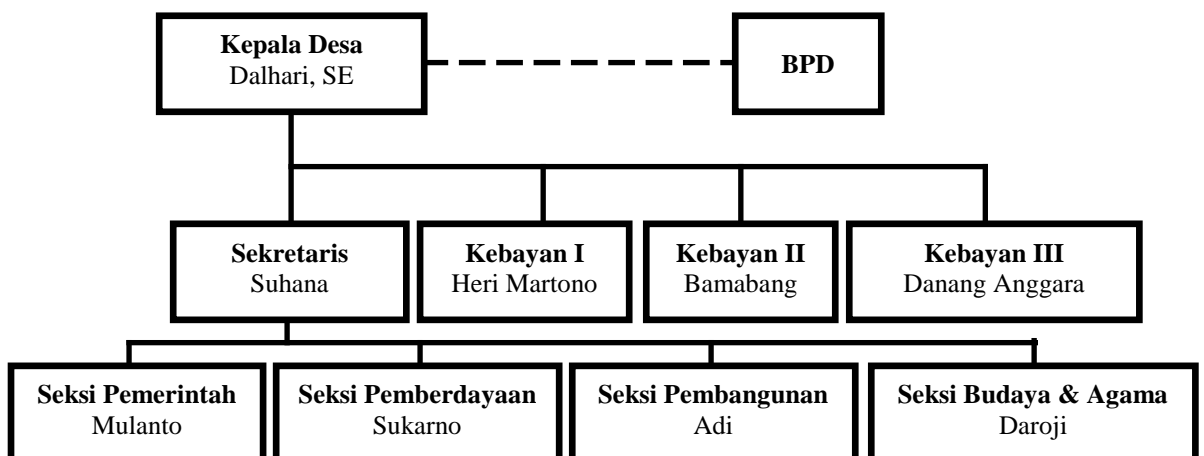 Kepala Desa
Dalhari, SE
BPD
Sekretaris
Suhana
Kebayan I
Heri Martono
Kebayan II
Bamabang
Kebayan III
Danang Anggara
Seksi Pemerintah
Mulanto
Seksi Pemberdayaan
Sukarno
Seksi Pembangunan
Adi
Seksi Budaya & Agama
Daroji